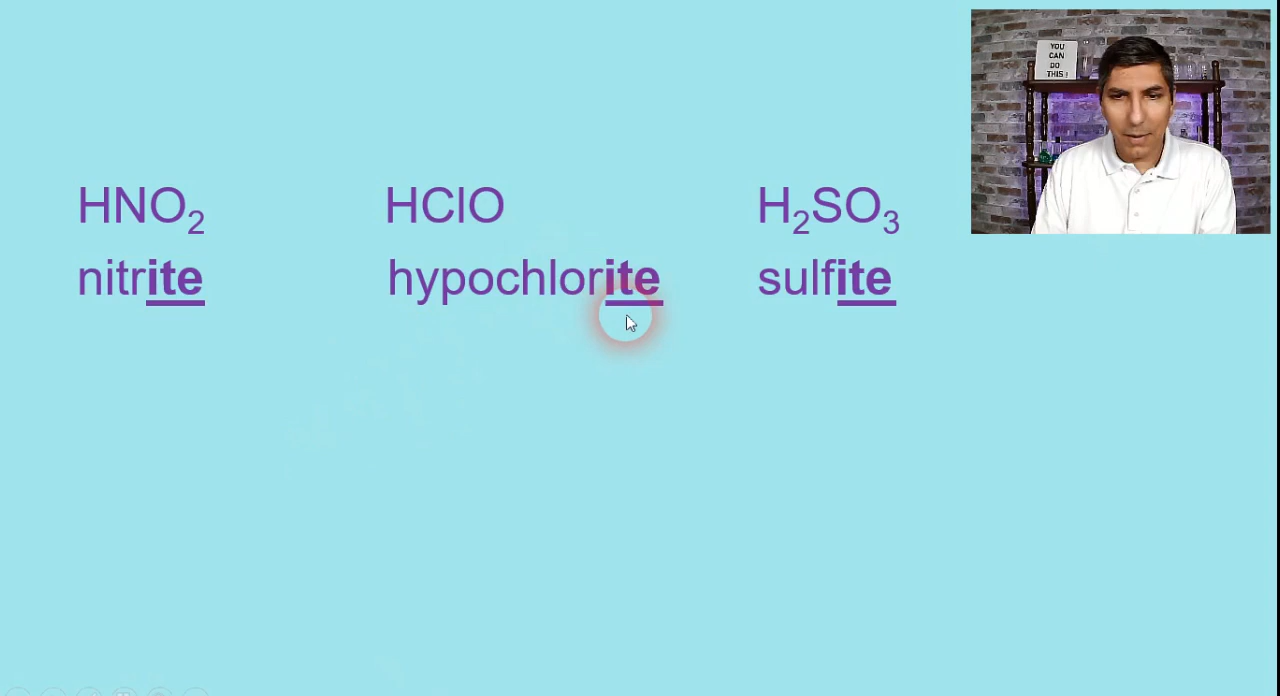 YOU
CAN
DO
THIS!
HNO₂ HClO H₂SO₃
nitrite hypochlorite sulfite